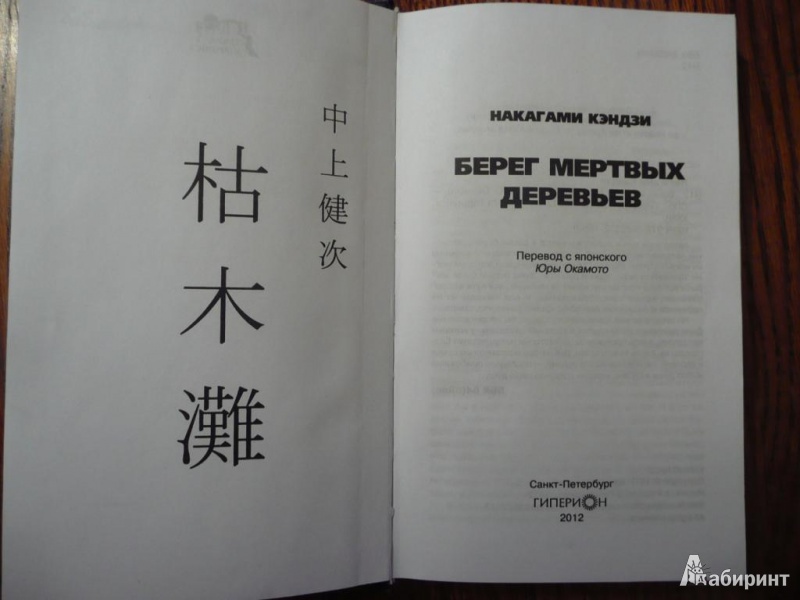 中上健次
枯木灘
НАКАГАМИ КЭНДЗИ
БЕРЕГ МЕРТВЫХ
ДЕРЕВЬЕВ
Перевод с японского
Юры Окамото
Санкт-Петербург
ГИПЕРИОН
2012
Лабиринт